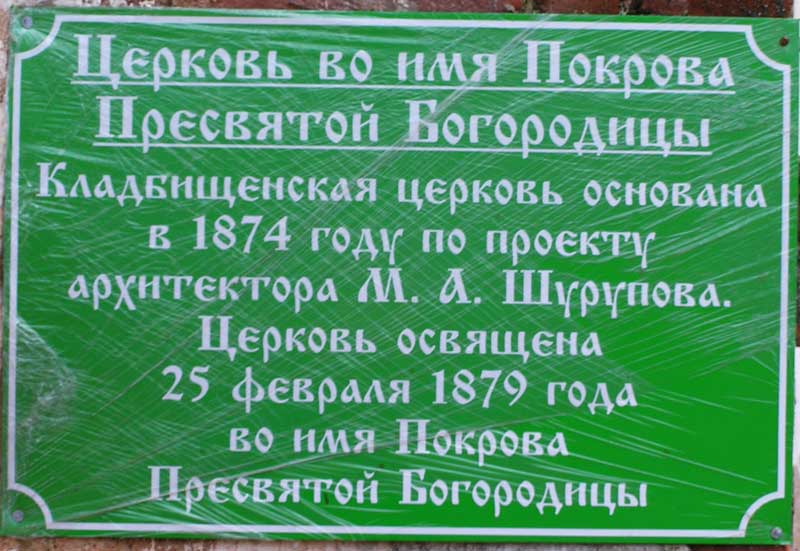 Церковь во имя Покрова
Пресвятой Богородицы
Кладбищенская церковь основана
в 1874 году по проекту
архитектора М. А. Шурупова.
Церковь освящена
25 февраля 1879 года
во имя Покрова
Пресвятой Богородицы